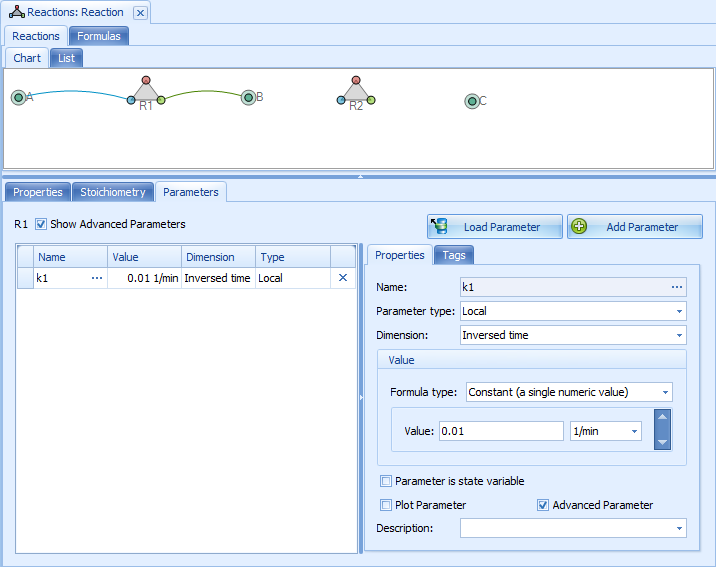 Reactions: Reaction
Reactions Formulas
Chart List
A R1 B R2 C
Properties Stoichiometry Parameters
R1 Show Advanced Parameters Load Parameter Add Parameter
Name Value Dimension Type
k1 ... 0.01 1/min Inversed time Local
Properties Tags
Name: k1 ...
Parameter type: Local
Dimension: Inversed time
Value
Formula type: Constant (a single numeric value)
Value: 0.01 1/min
Parameter is state variable
Plot Parameter Advanced Parameter
Description: